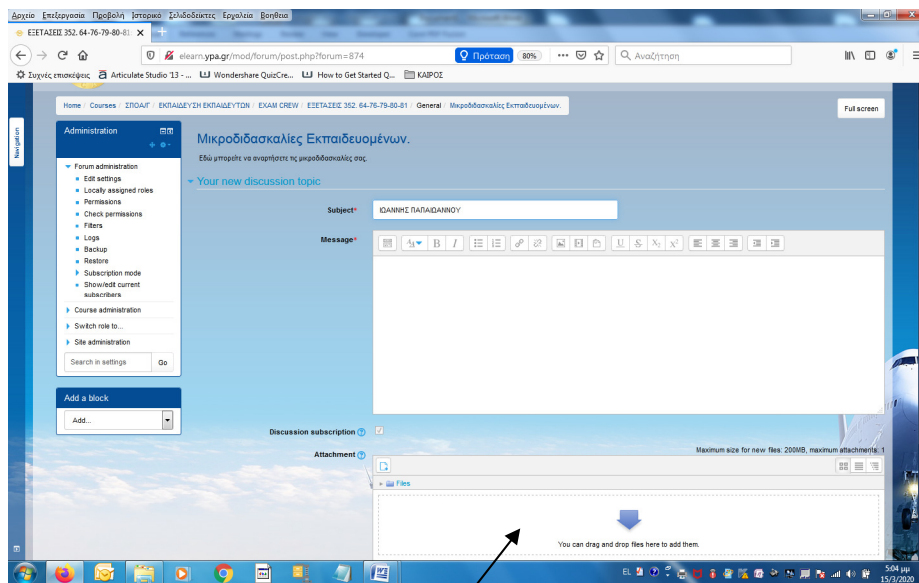 Αρχείο Επεξεργασία Προβολή Ιστορικό Σελιδοδείκτες Εργαλεία Βοήθεια
ΕΞΕΤΑΣΕΙΣ 352. 64-76-79-80-81:
elearn.ypa.gr/mod/forum/post.php?forum=874
Πρόταση 80%
Αναζήτηση
Συχνές επισκέψεις Articulate Studio '13 - ... Wondershare QuizCre... How to Get Started Q... ΚΑΙΡΟΣ
Home / Courses / ΣΠΟΑ/Γ / ΕΚΠΑΙΔΕΥΣΗ ΕΚΠΑΙΔΕΥΤΩΝ / EXAM CREW / ΕΞΕΤΑΣΕΙΣ 352. 64-76-79-80-81 / General / Μικροδιδασκαλίες Εκπαιδευομένων.
Full screen
Navigation
Administration
Forum administration
Edit settings
Locally assigned roles
Permissions
Check permissions
Filters
Logs
Backup
Restore
Subscription mode
Show/edit current
subscribers
Course administration
Switch role to...
Site administration
Search in settings Go
Add a block
Add...
Μικροδιδασκαλίες Εκπαιδευομένων.
Εδώ μπορείτε να αναρτήσετε τις μικροδιδασκαλίες σας.
Your new discussion topic
Subject* ΙΩΑΝΝΗΣ ΠΑΠΑΙΩΑΝΝΟΥ
Message*
Discussion subscription
Attachment
Maximum size for new files: 200MB, maximum attachments: 1
Files
You can drag and drop files here to add them.
EL
5:04 μμ
15/3/2021